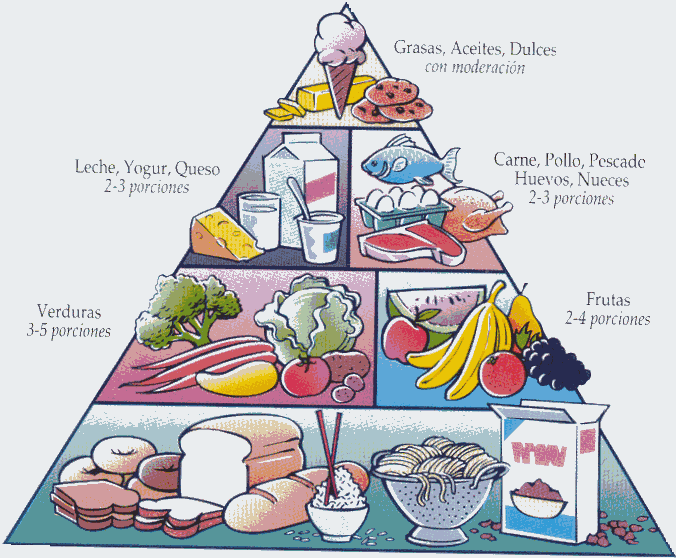 Grasas, Aceites, Dulces
con moderación
Leche, Yogur, Queso
2-3 porciones
Carne, Pollo, Pescado
Huevos, Nueces
2-3 porciones
Verduras
3-5 porciones
Frutas
2-4 porciones